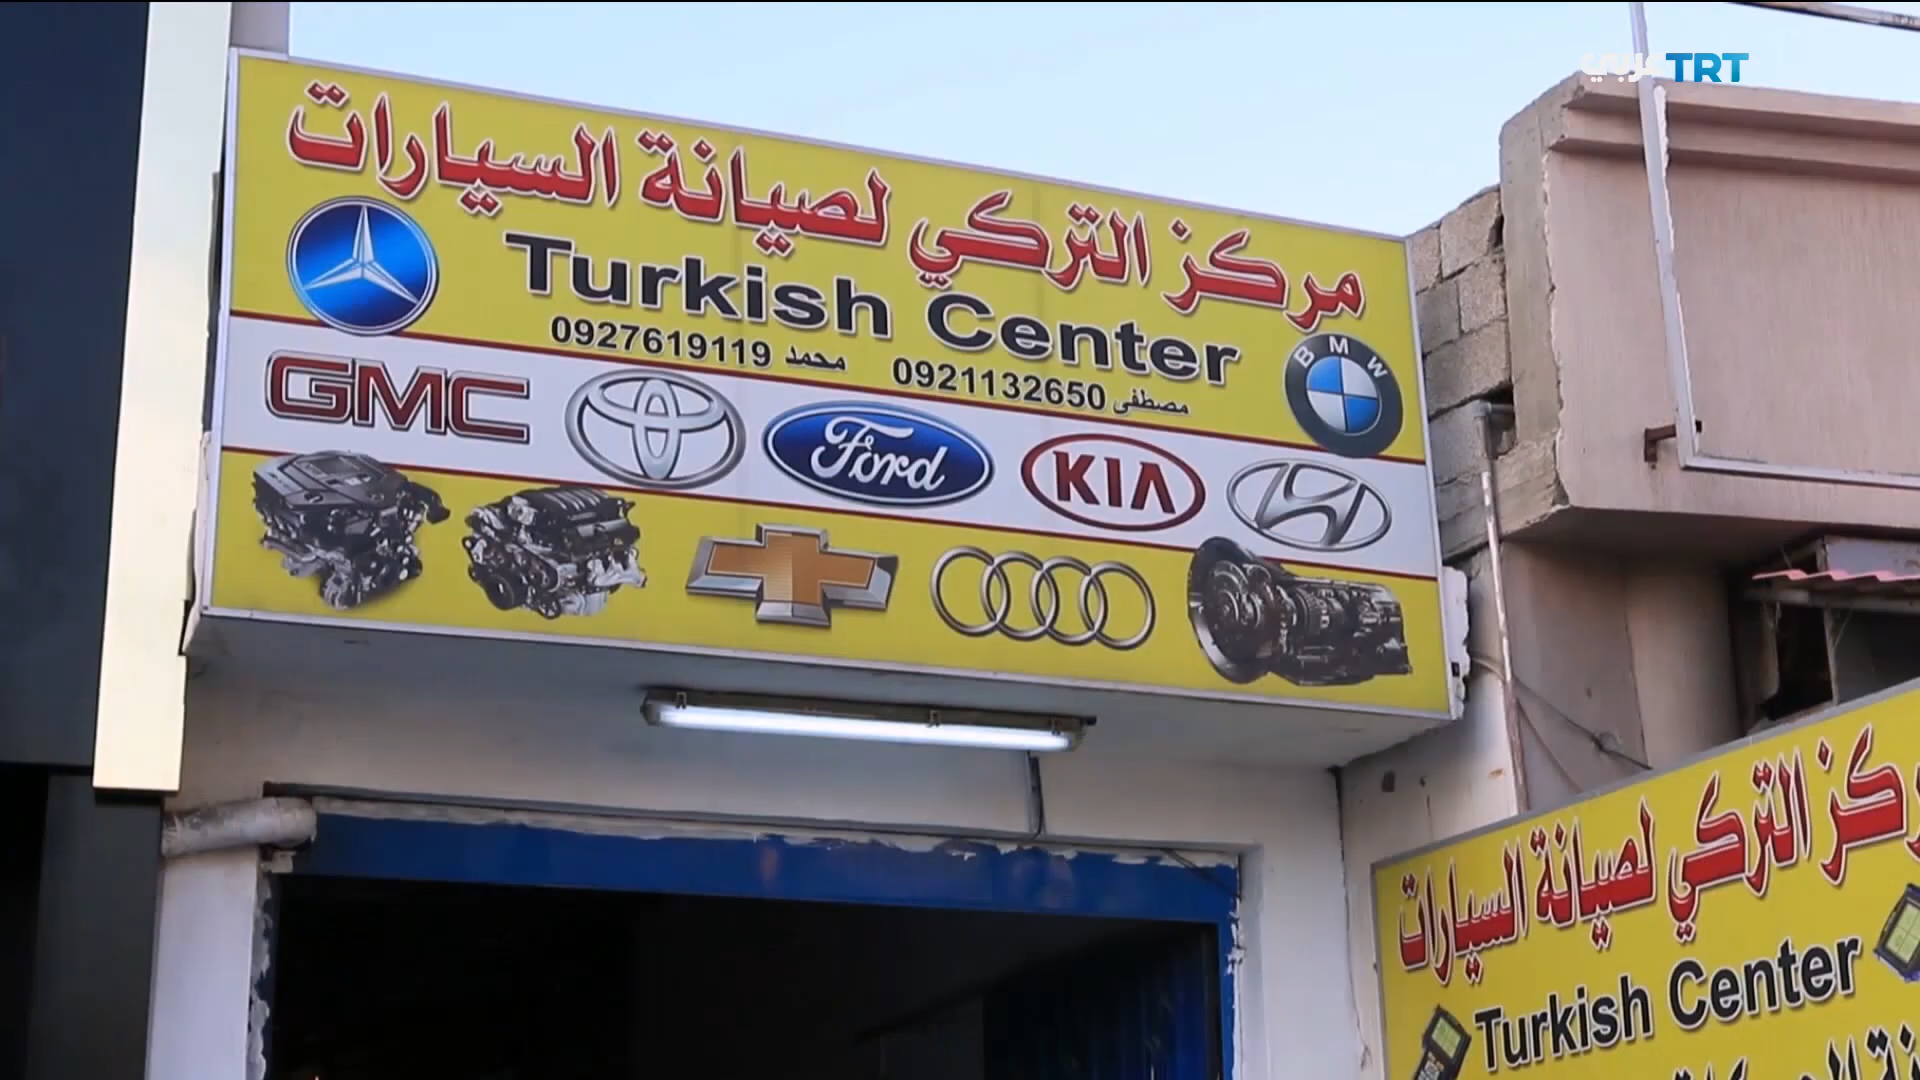 TRT عربي
مركز التركي لصيانة السيارات
Turkish Center
0921132650 مصطفى
0927619119 محمد
BMW
GMC
Ford
KIA
مركز التركي لصيانة السيارات
Turkish Center